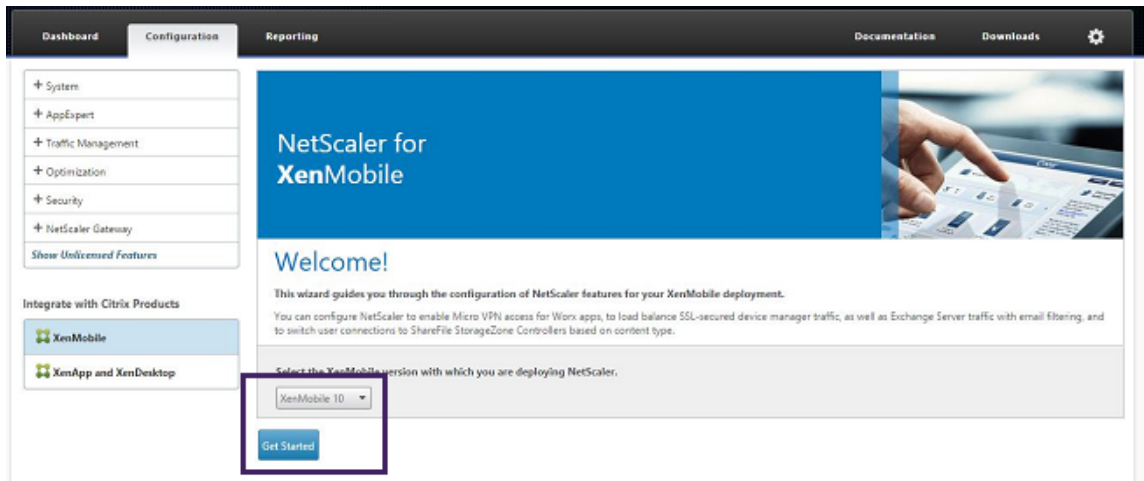 Dashboard Configuration Reporting Documentation Downloads
+ System
+ AppExpert
+ Traffic Management
+ Optimization
+ Security
+ NetScaler Gateway
Show Unlicensed Features
Integrate with Citrix Products
XenMobile
XenApp and XenDesktop
NetScaler for
XenMobile
Welcome!
This wizard guides you through the configuration of NetScaler features for your XenMobile deployment.
You can configure NetScaler to enable Micro VPN access for Worx apps, to load balance SSL-secured device manager traffic, as well as Exchange Server traffic with email filtering, and
to switch user connections to ShareFile StorageZone Controllers based on content type.
Select the XenMobile version with which you are deploying NetScaler.
XenMobile 10
Get Started